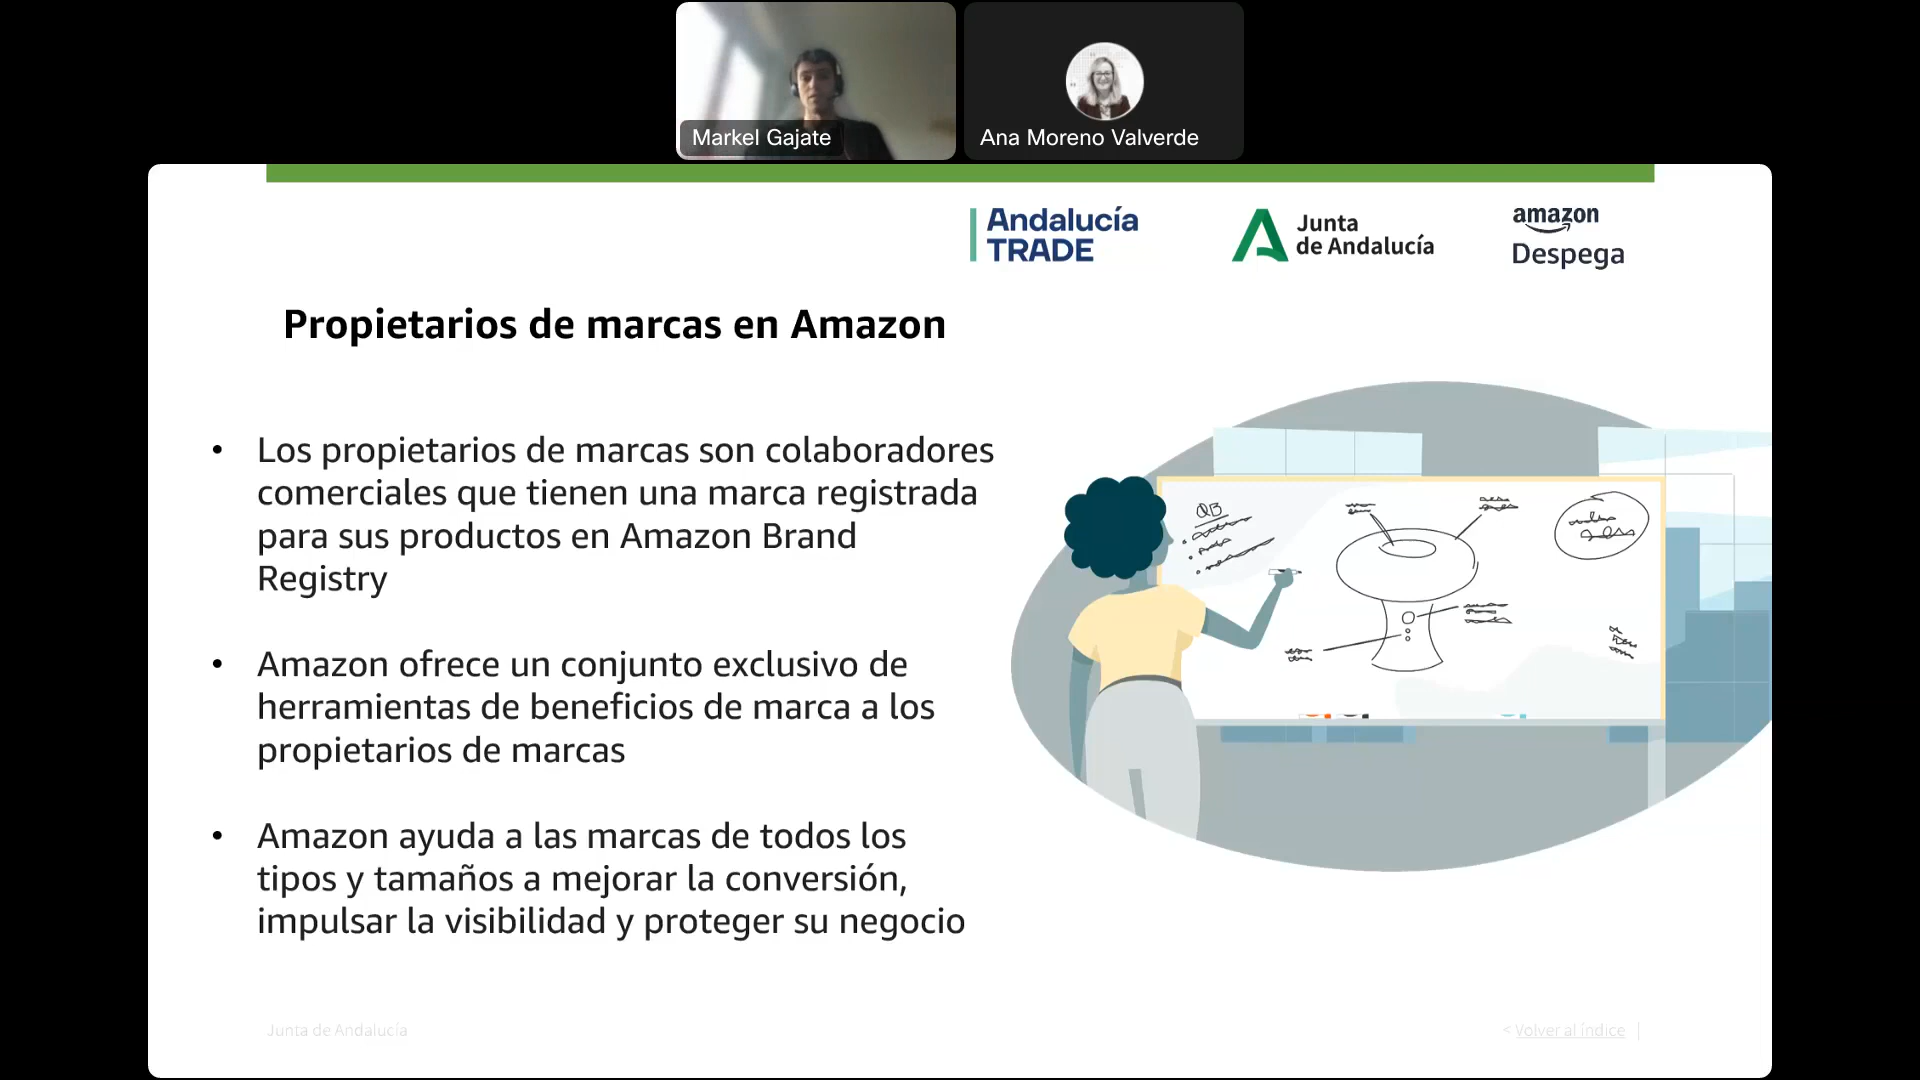 Markel Gajate
Ana Moreno Valverde
Andalucía
TRADE
Junta
de Andalucía
amazon
Despega
Propietarios de marcas en Amazon
• Los propietarios de marcas son colaboradores
comerciales que tienen una marca registrada
para sus productos en Amazon Brand
Registry
• Amazon ofrece un conjunto exclusivo de
herramientas de beneficios de marca a los
propietarios de marcas
• Amazon ayuda a las marcas de todos los
tipos y tamaños a mejorar la conversión,
impulsar la visibilidad y proteger su negocio
Junta de Andalucía
< Volver al índice |